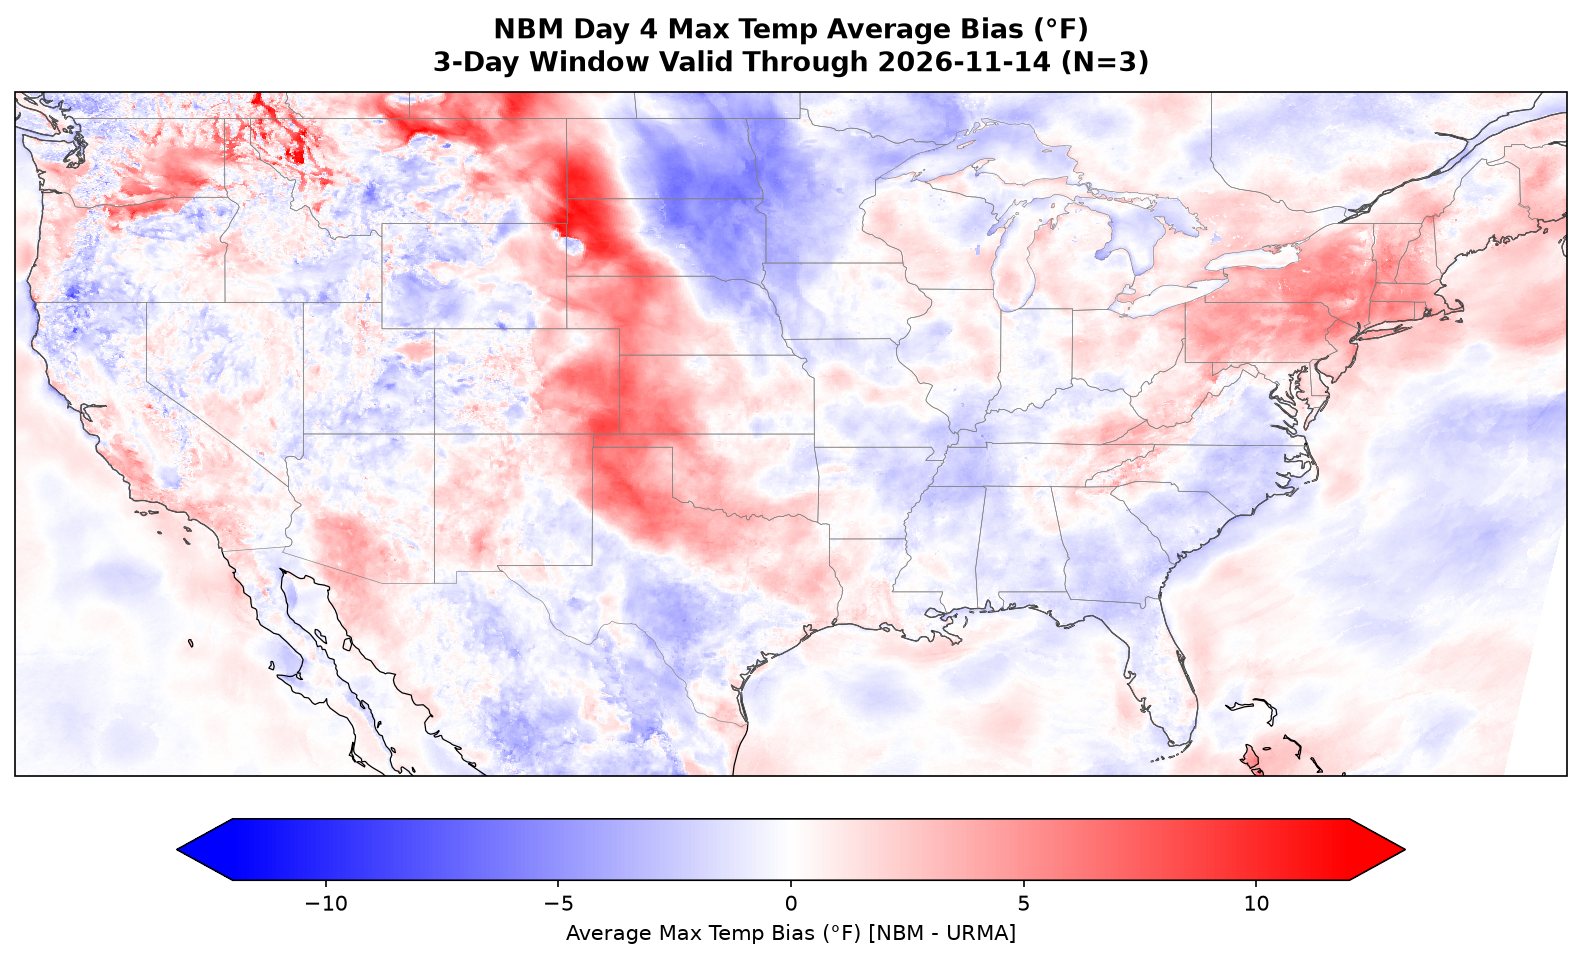 NBM Day 4 Max Temp Average Bias (°F)
3-Day Window Valid Through 2026-11-14 (N=3)
−10 −5 0 5 10
Average Max Temp Bias (°F) [NBM - URMA]